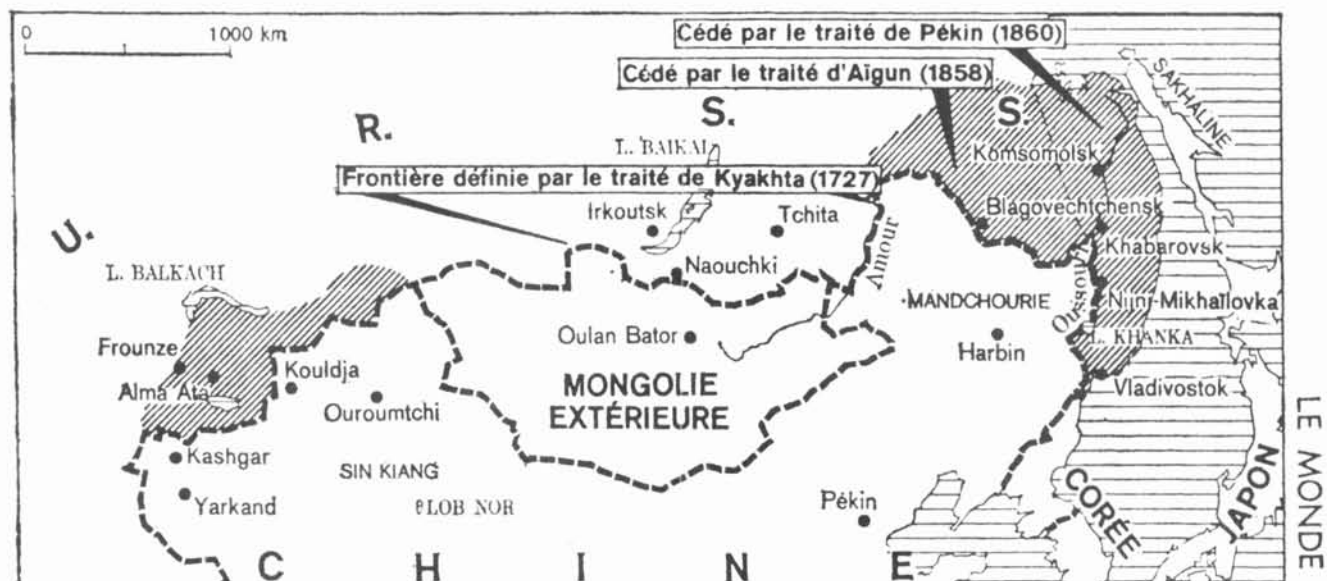 0 1000 km
Cédé par le traité de Pékin (1860)
Cédé par le traité d'Aïgun (1858)
SAKHALINE
U. R. S. S.
L. BAIKAL
Komsomolsk
Frontière définie par le traité de Kyakhta (1727)
Irkoutsk
Tchita
Blagovechtchensk
Amour
Khabarovsk
L. BALKACH
Naouchki
MANDCHOURIE
Oussouri
Nijni-Mikhaïlovka
Oulan Bator
Harbin
L. KHANKA
Frounze
Kouldja
Alma Ata
Ouroumtchi
MONGOLIE
EXTÉRIEURE
Vladivostok
Kashgar
SIN KIANG
Yarkand
LOB NOR
Pékin
CORÉE
JAPON
CHINE
LE MONDE